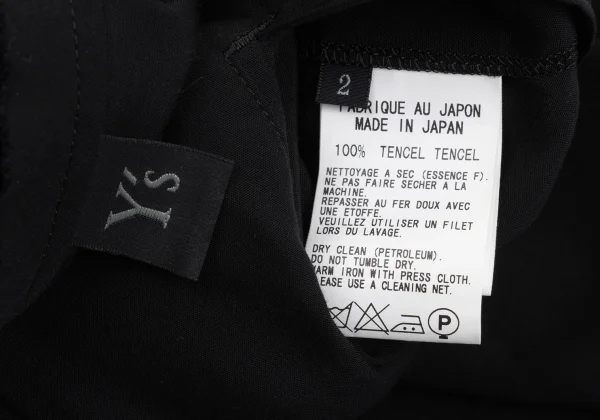 Y's
2
FABRIQUE AU JAPON
MADE IN JAPAN
100% TENCEL TENCEL
NETTOYAGE A SEC (ESSENCE F).
NE PAS FAIRE SECHER A LA
MACHINE.
REPASSER AU FER DOUX AVEC
UNE ETOFFE.
VEUILLEZ UTILISER UN FILET
LORS DU LAVAGE.
DRY CLEAN (PETROLEUM).
DO NOT TUMBLE DRY.
WARM IRON WITH PRESS CLOTH.
PLEASE USE A CLEANING NET.
P